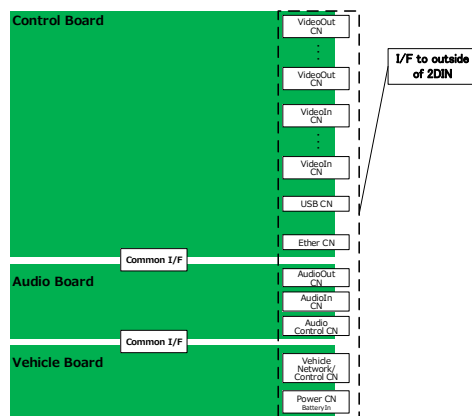 Control Board
VideoOut
CN
VideoOut
CN
VideoIn
CN
VideoIn
CN
USB CN
Ether CN
I/F to outside
of 2DIN
Common I/F
Audio Board
AudioOut
CN
AudioIn
CN
Audio
Control CN
Common I/F
Vehicle Board
Vehicle
Network/
Control CN
Power CN
BatteryIn